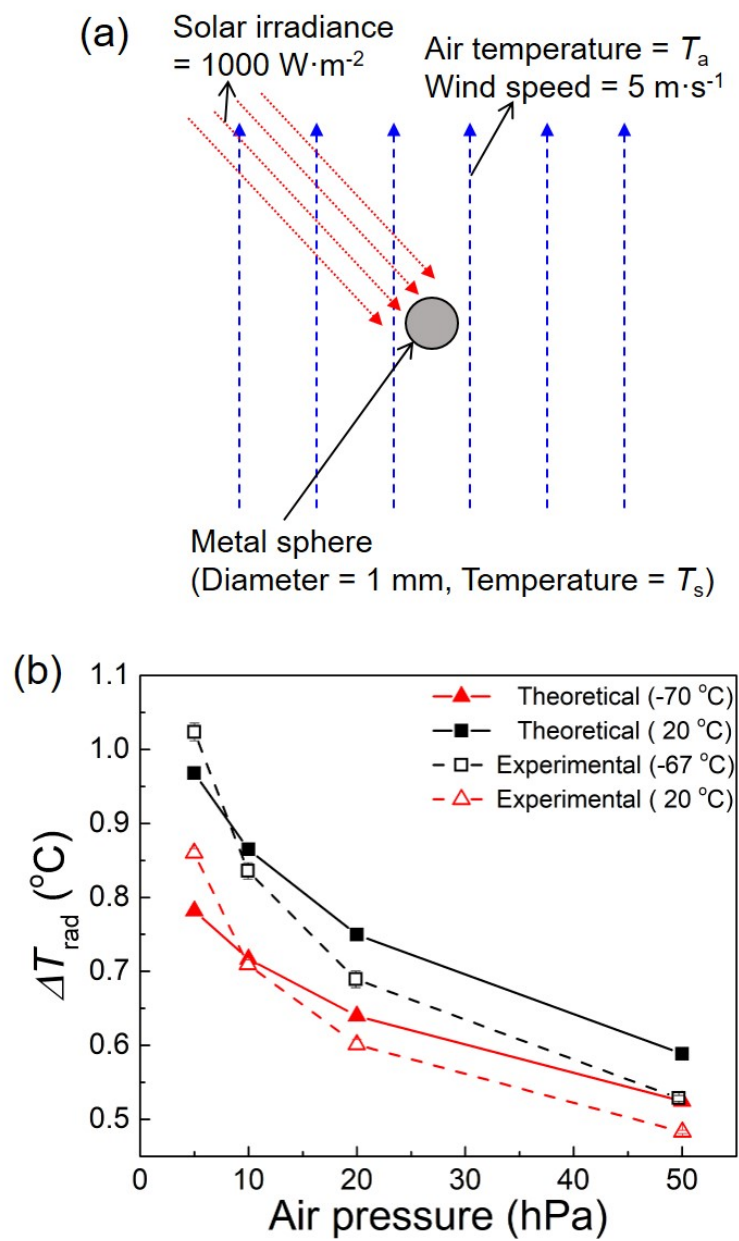 (a)
Solar irradiance
= 1000 W·m⁻²
Air temperature = Tₐ
Wind speed = 5 m·s⁻¹
Metal sphere
(Diameter = 1 mm, Temperature = Tₛ)
(b)
1.1
1.0
0.9
0.8
0.7
0.6
0.5
ΔT_rad (°C)
Theoretical (-70 °C)
Theoretical ( 20 °C)
Experimental (-67 °C)
Experimental ( 20 °C)
0 10 20 30 40 50
Air pressure (hPa)